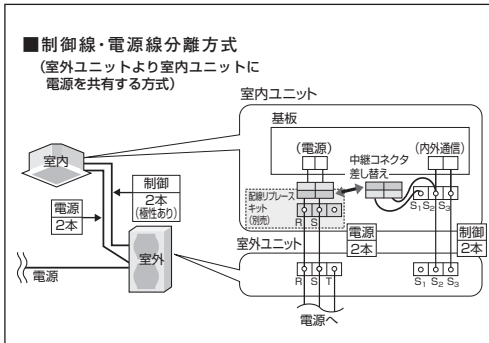 ■制御線・電源線分離方式
(室外ユニットより室内ユニットに
電源を共有する方式)
室内ユニット
基板
(電源)
中継コネクタ
差し替え
(内外通信)
室内
制御
2本
(極性あり)
電源
2本
配線リプレース
キット
(別売)
R S
S1 S2 S3
室外ユニット
電源
2本
制御
2本
室外
電源
R S T
S1 S2 S3
電源へ